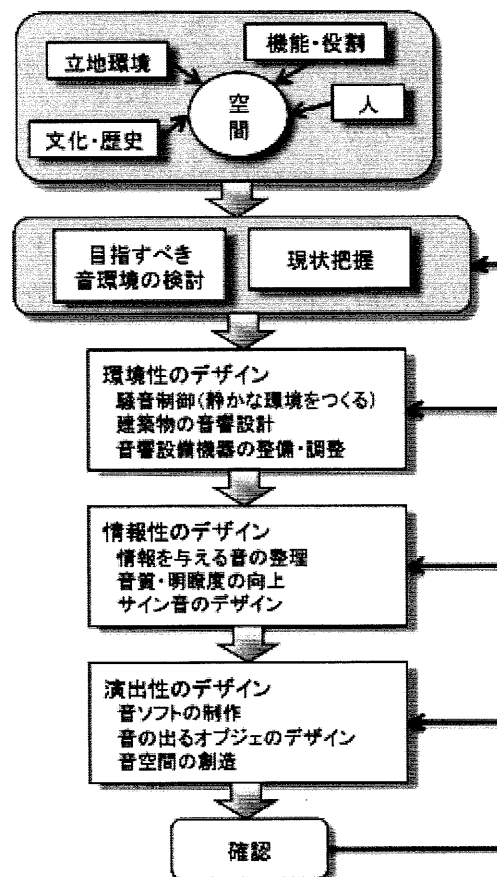 機能・役割
立地環境
空
間
人
文化・歴史
目指すべき
音環境の検討
現状把握
環境性のデザイン
騒音制御(静かな環境をつくる)
建築物の音響設計
音響設備機器の整備・調整
情報性のデザイン
情報を与える音の整理
音質・明瞭度の向上
サイン音のデザイン
演出性のデザイン
音ソフトの制作
音の出るオブジェのデザイン
音空間の創造
確認